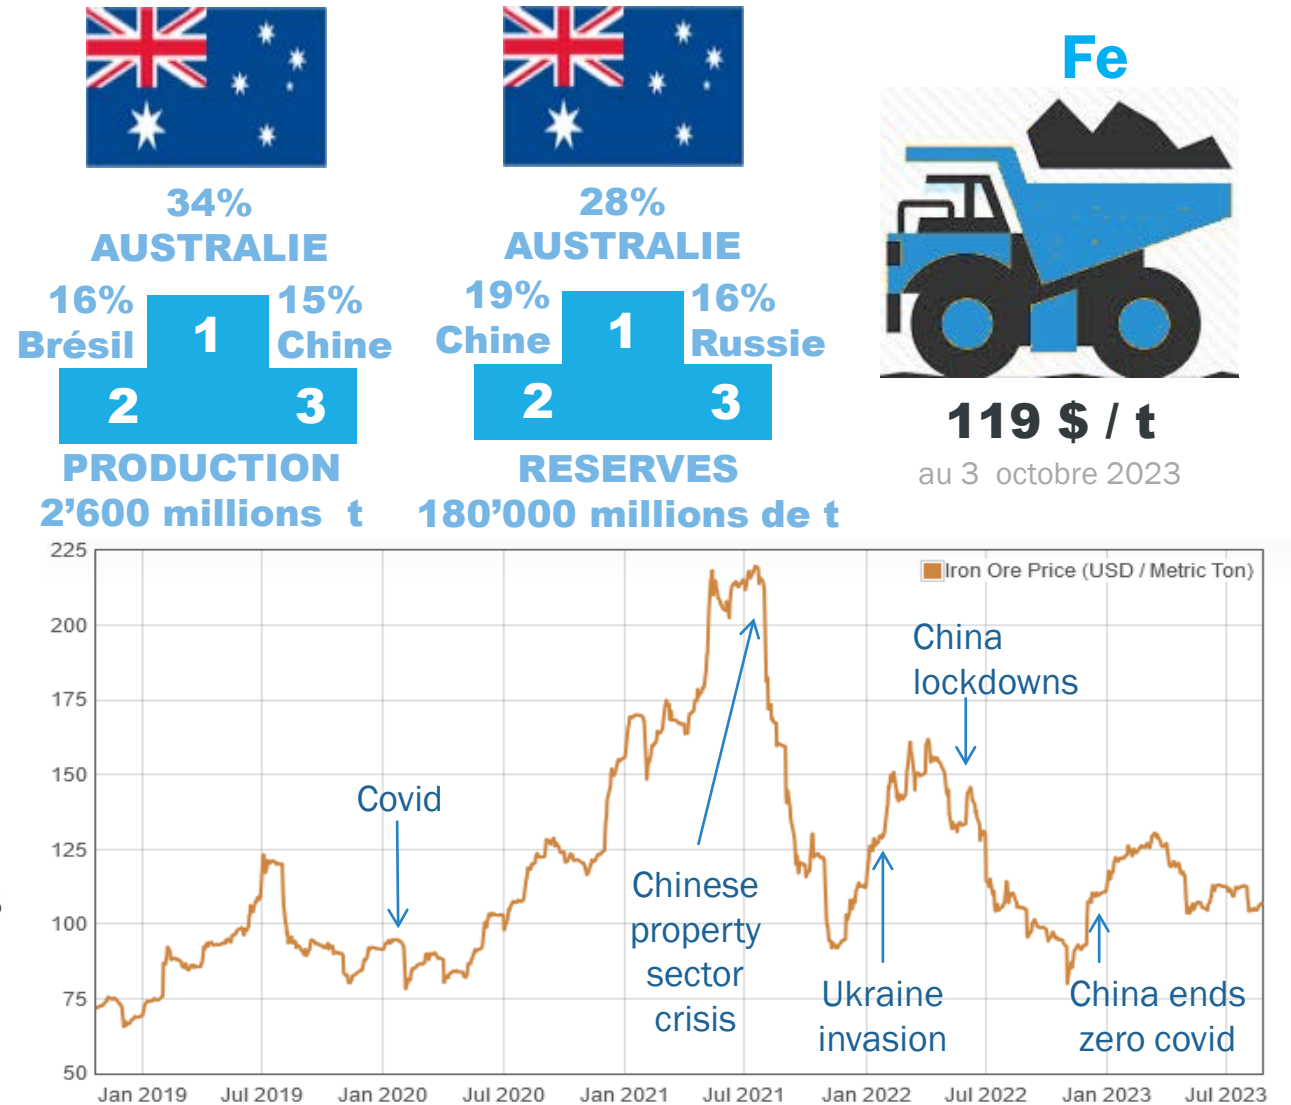 Fe
34%
AUSTRALIE
16%
Brésil
1
15%
Chine
2
3
PRODUCTION
2’600 millions t
28%
AUSTRALIE
19%
Chine
1
16%
Russie
2
3
RESERVES
180’000 millions de t
119 $ / t
au 3 octobre 2023
Iron Ore Price (USD / Metric Ton)
225
200
175
150
125
100
75
50
Covid
Chinese
property
sector
crisis
Ukraine
invasion
China
lockdowns
China ends
zero covid
Jan 2019
Jul 2019
Jan 2020
Jul 2020
Jan 2021
Jul 2021
Jan 2022
Jul 2022
Jan 2023
Jul 2023